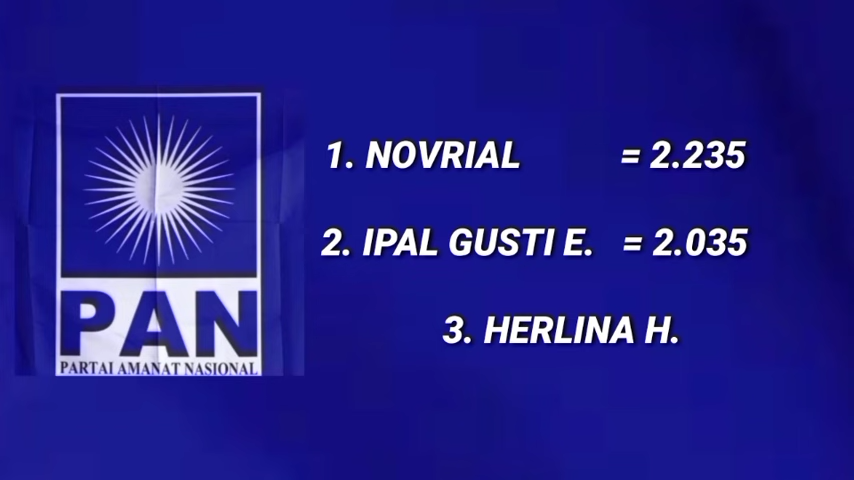 PAN
PARTAI AMANAT NASIONAL
1. NOVRIAL = 2.235
2. IPAL GUSTI E. = 2.035
3. HERLINA H.